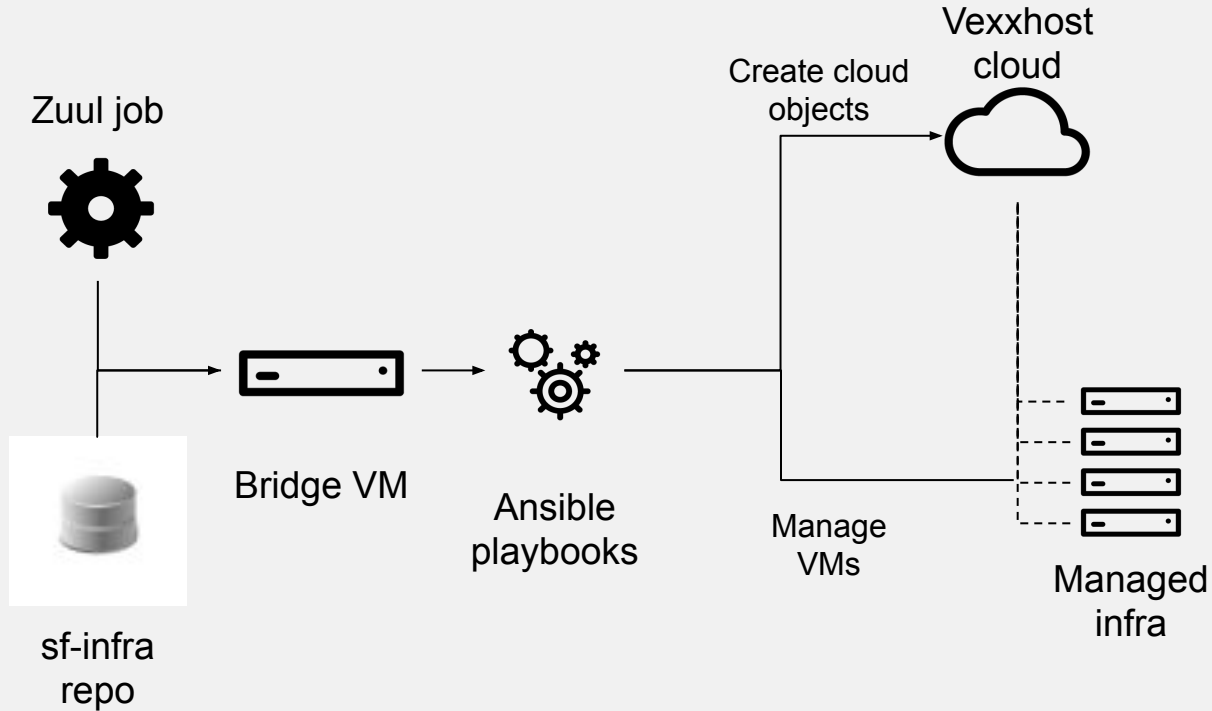 Zuul job
sf-infra
repo
Bridge VM
Ansible
playbooks
Create cloud
objects
Vexxhost
cloud
Manage
VMs
Managed
infra